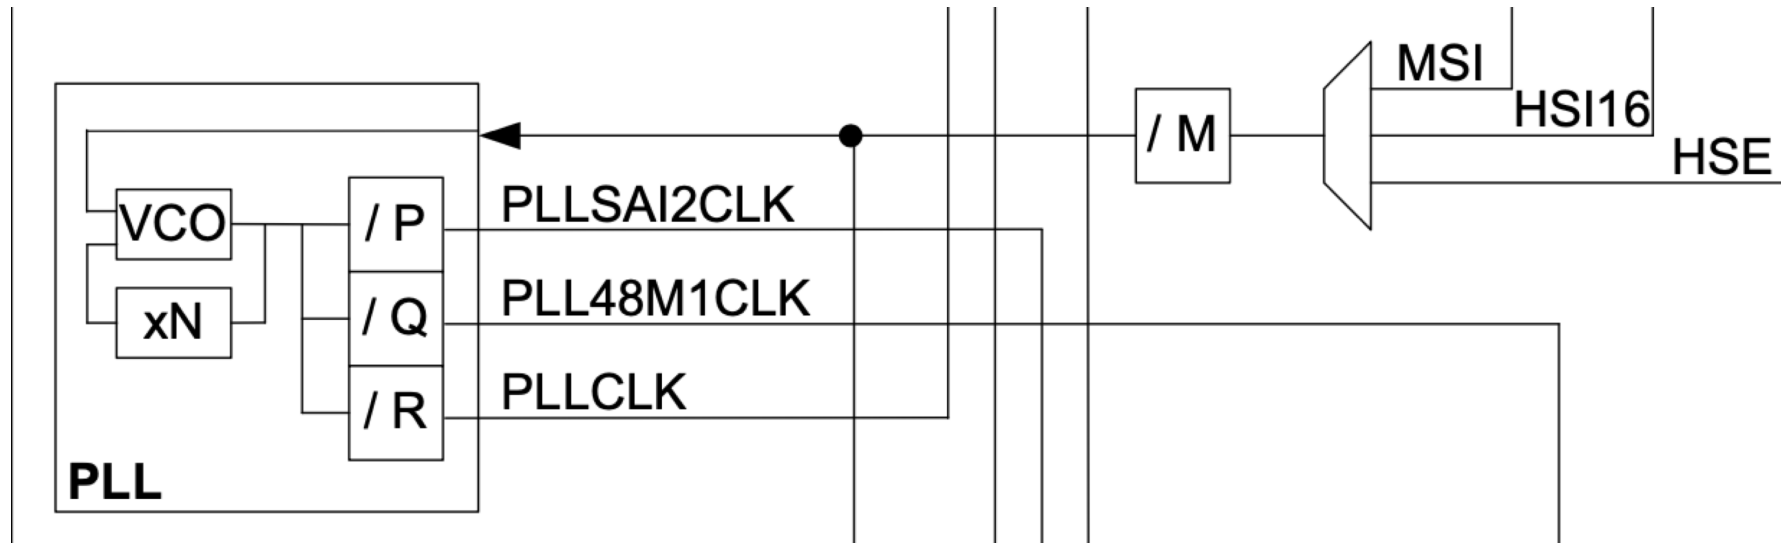 MSI
HSI16
HSE
/ M
PLLSAI2CLK
VCO
/ P
PLL48M1CLK
xN
/ Q
PLLCLK
/ R
PLL